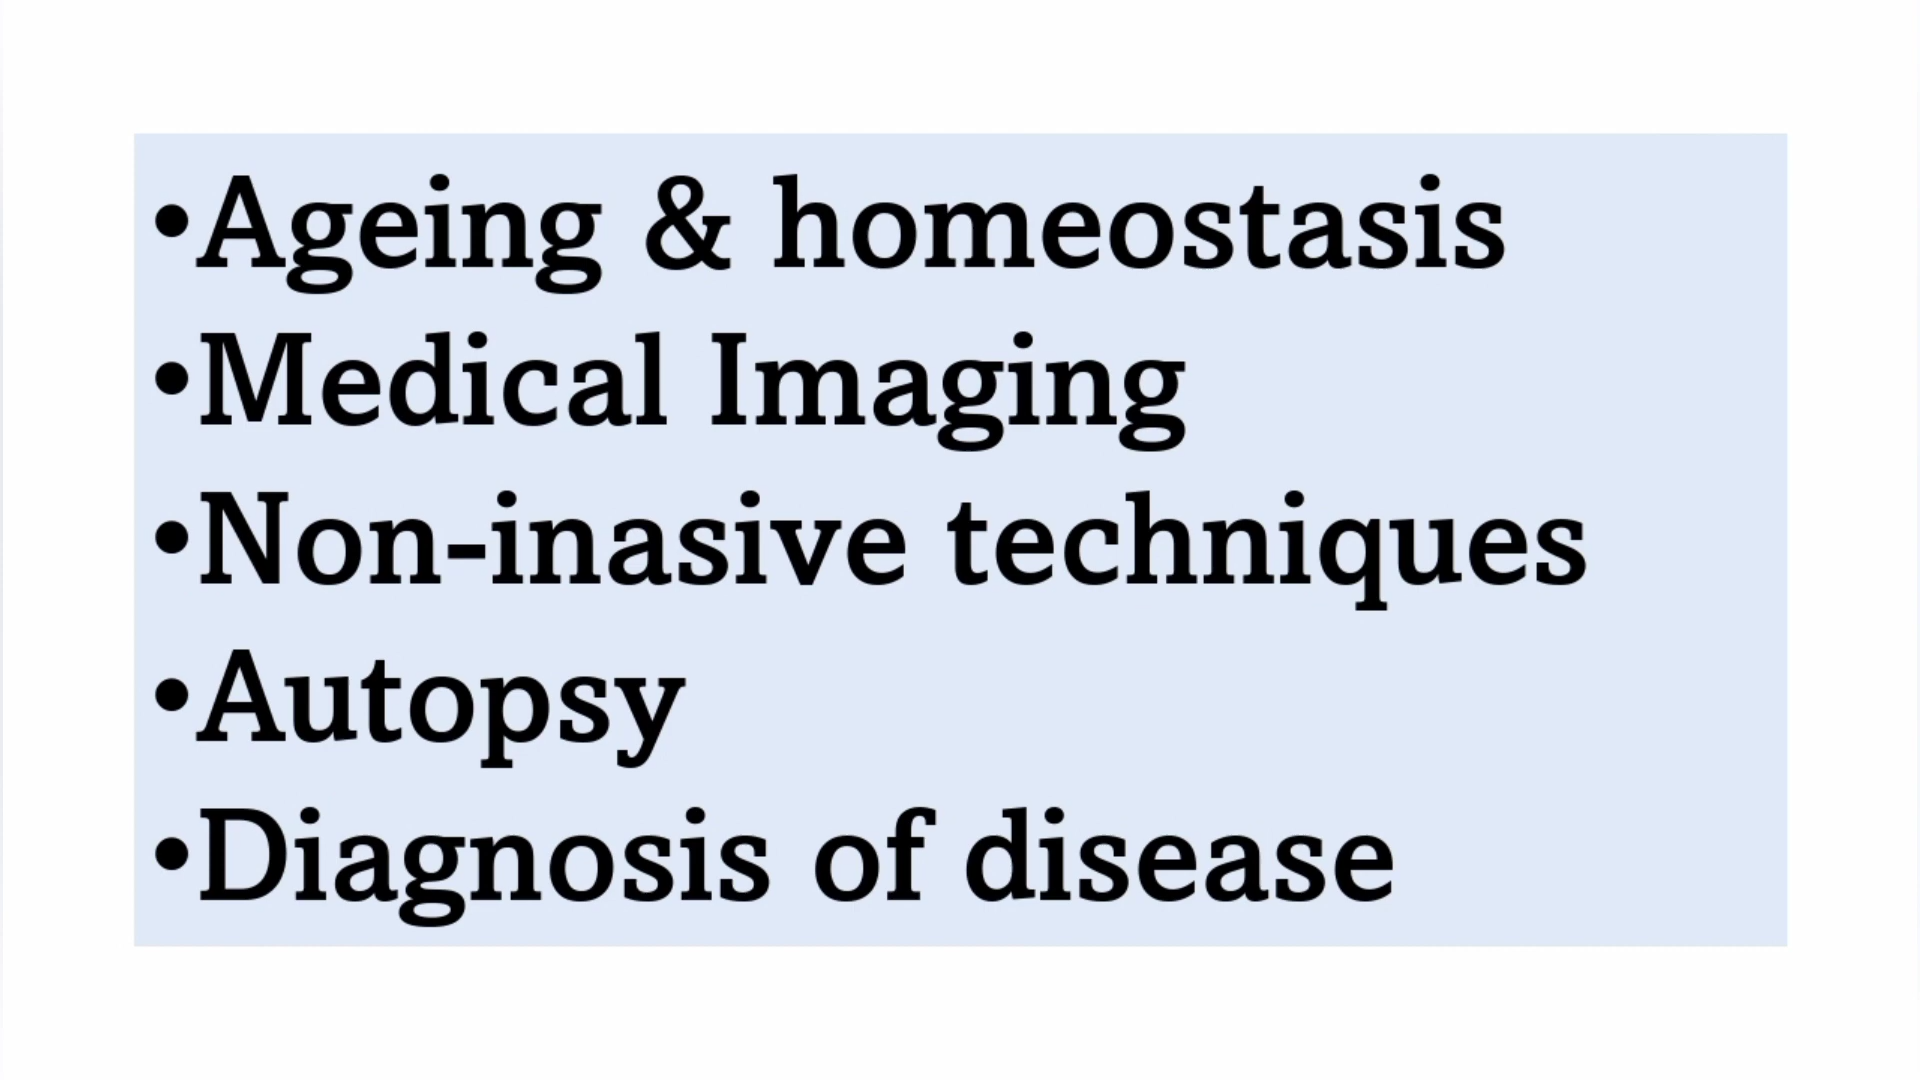 •Ageing & homeostasis
•Medical Imaging
•Non-inasive techniques
•Autopsy
•Diagnosis of disease